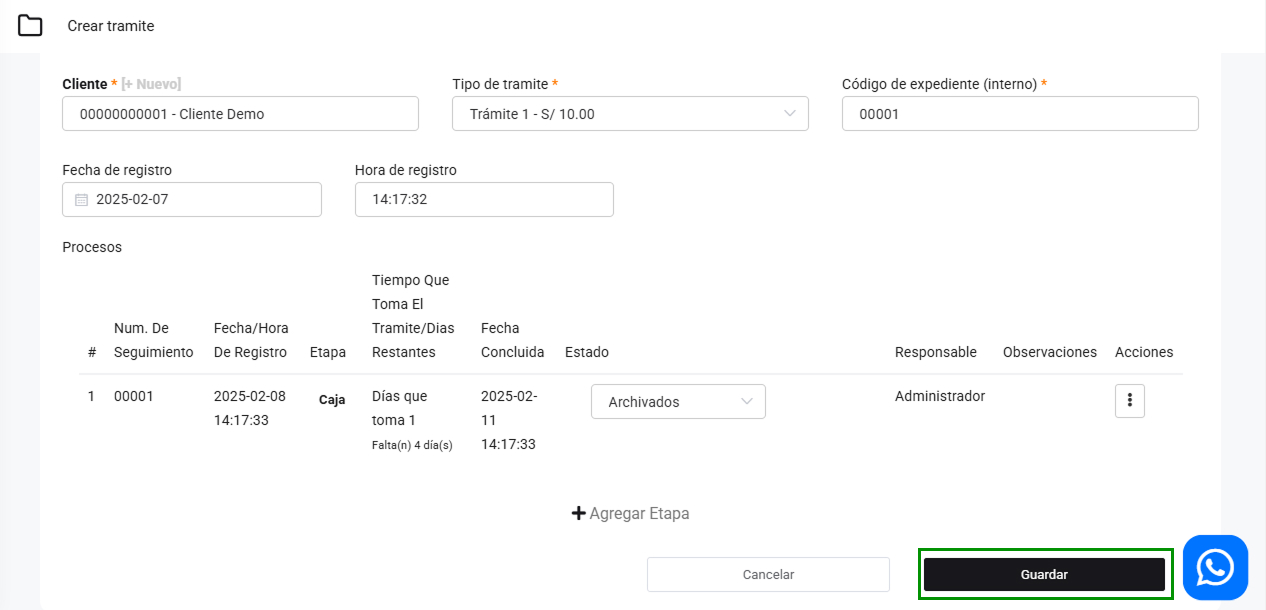 Crear tramite
Cliente * [+ Nuevo]
Tipo de tramite *
Código de expediente (interno) *
00000000001 - Cliente Demo
Trámite 1 - S/ 10.00
00001
Fecha de registro
Hora de registro
2025-02-07
14:17:32
Procesos
#
Num. De
Seguimiento
Fecha/Hora
De Registro
Etapa
Tiempo Que
Toma El
Tramite/Dias
Restantes
Fecha
Concluida
Estado
Responsable
Observaciones
Acciones
1
00001
2025-02-08
14:17:33
Caja
Días que
toma 1
Falta(n) 4 día(s)
2025-02-
11
14:17:33
Archivados
Administrador
+ Agregar Etapa
Cancelar
Guardar